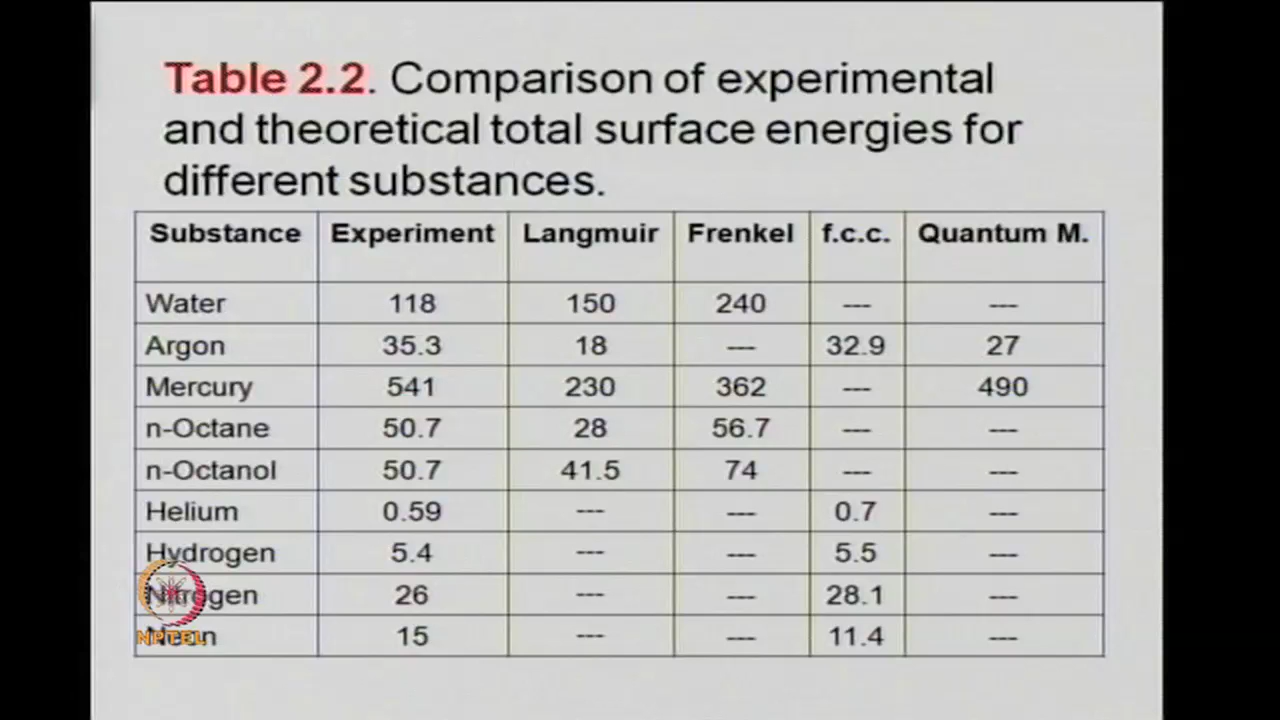 Table 2.2. Comparison of experimental
and theoretical total surface energies for
different substances.
Substance Experiment Langmuir Frenkel f.c.c. Quantum M.
Water 118 150 240 --- ---
Argon 35.3 18 --- 32.9 27
Mercury 541 230 362 --- 490
n-Octane 50.7 28 56.7 --- ---
n-Octanol 50.7 41.5 74 --- ---
Helium 0.59 --- --- 0.7 ---
Hydrogen 5.4 --- --- 5.5 ---
Nitrogen 26 --- --- 28.1 ---
Neon 15 --- --- 11.4 ---
NPTEL